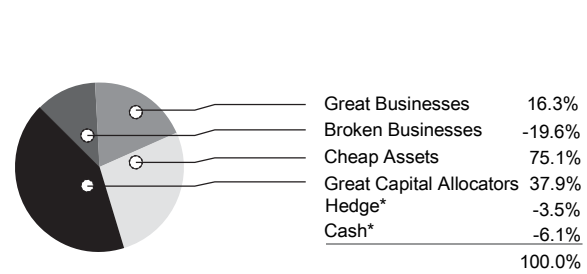 Great Businesses 16.3%
Broken Businesses -19.6%
Cheap Assets 75.1%
Great Capital Allocators 37.9%
Hedge* -3.5%
Cash* -6.1%
100.0%